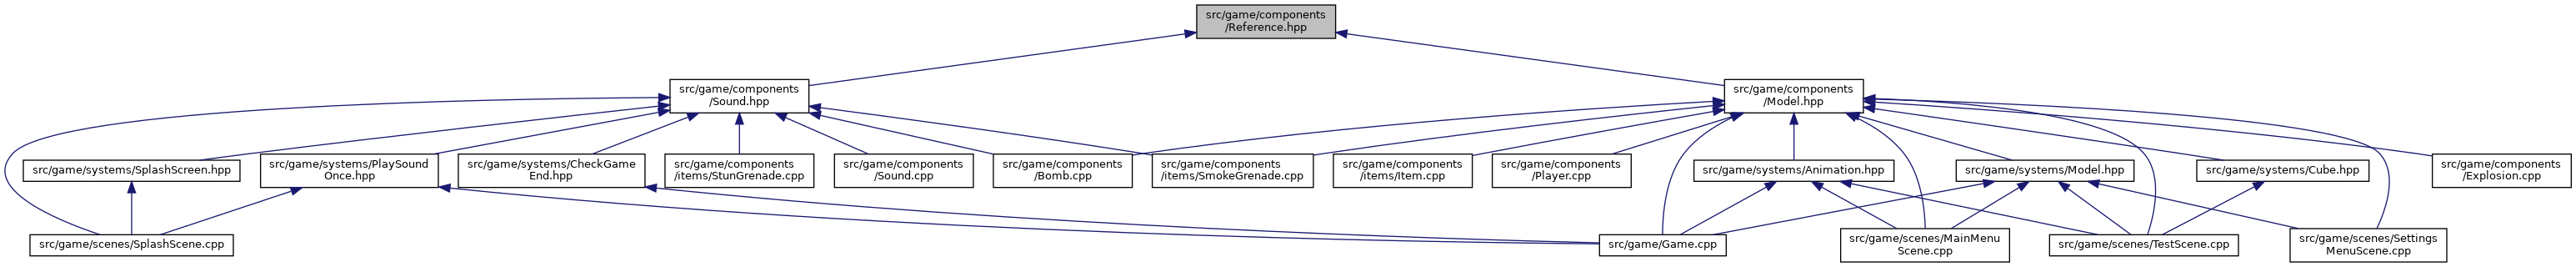 src/game/components
/Reference.hpp
src/game/components
/Sound.hpp
src/game/components
/Model.hpp
src/game/systems/SplashScreen.hpp
src/game/systems/PlaySound
Once.hpp
src/game/systems/CheckGame
End.hpp
src/game/components
/items/StunGrenade.cpp
src/game/components
/Sound.cpp
src/game/components
/Bomb.cpp
src/game/components
/items/SmokeGrenade.cpp
src/game/components
/items/Item.cpp
src/game/components
/Player.cpp
src/game/systems/Animation.hpp
src/game/systems/Model.hpp
src/game/systems/Cube.hpp
src/game/components
/Explosion.cpp
src/game/scenes/SplashScene.cpp
src/game/Game.cpp
src/game/scenes/MainMenu
Scene.cpp
src/game/scenes/TestScene.cpp
src/game/scenes/Settings
MenuScene.cpp